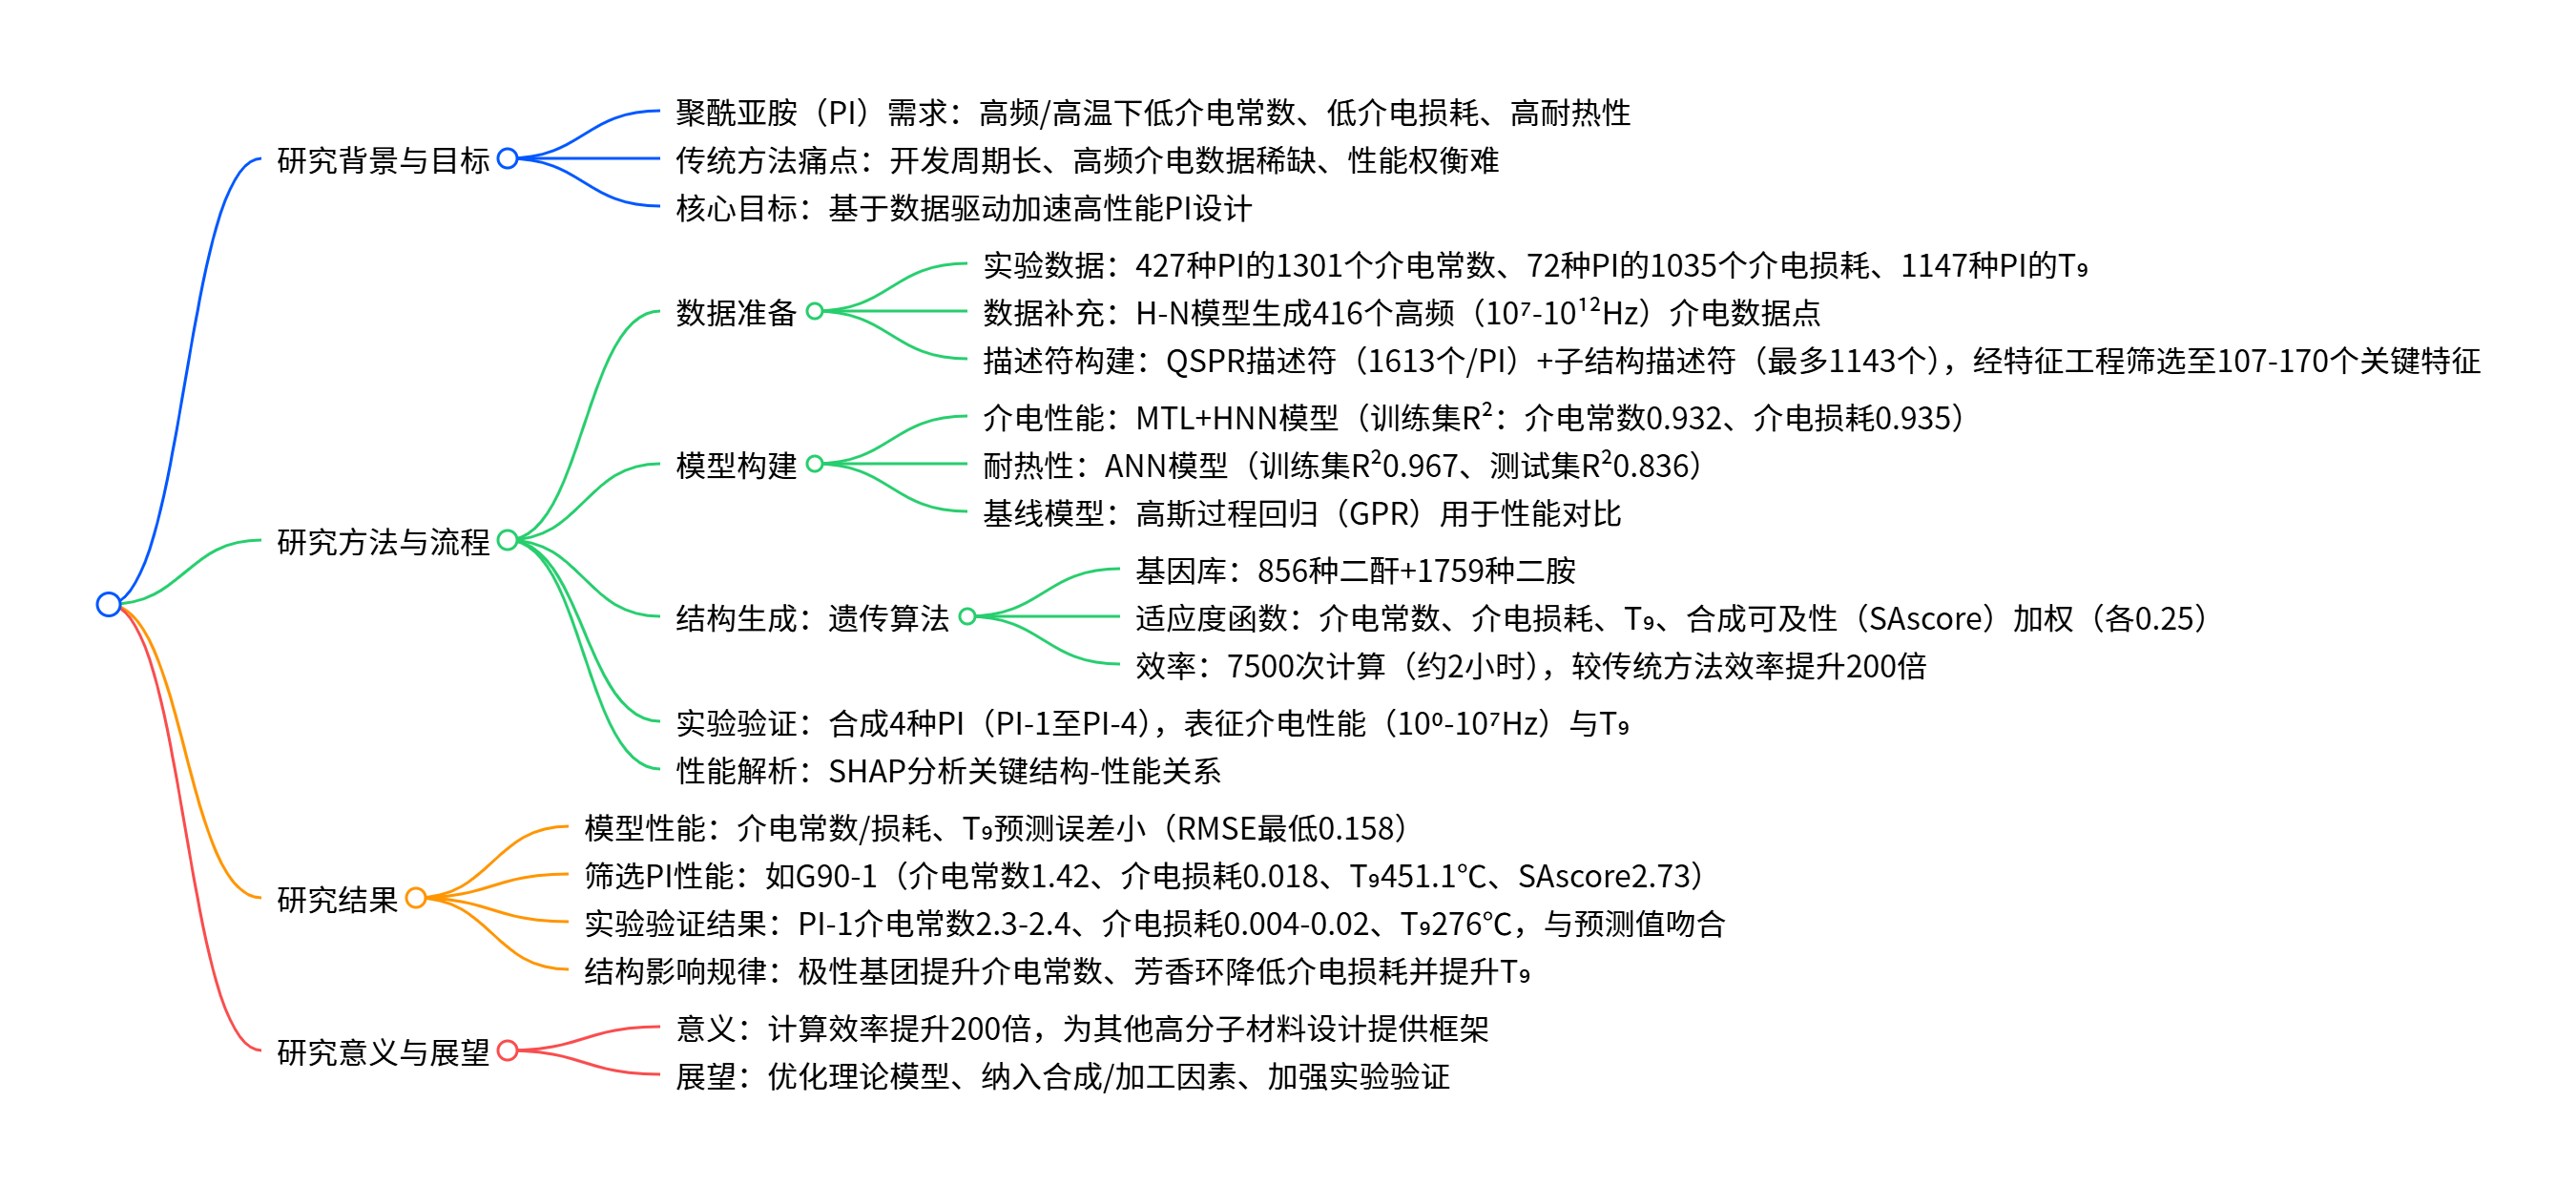 研究背景与目标
聚酰亚胺（PI）需求：高频/高温下低介电常数、低介电损耗、高耐热性
传统方法痛点：开发周期长、高频介电数据稀缺、性能权衡难
核心目标：基于数据驱动加速高性能PI设计
研究方法与流程
数据准备
实验数据：427种PI的1301个介电常数、72种PI的1035个介电损耗、1147种PI的T₉
数据补充：H-N模型生成416个高频（10⁷-10¹²Hz）介电数据点
描述符构建：QSPR描述符（1613个/PI）+子结构描述符（最多1143个），经特征工程筛选至107-170个关键特征
模型构建
介电性能：MTL+HNN模型（训练集R²：介电常数0.932、介电损耗0.935）
耐热性：ANN模型（训练集R²0.967、测试集R²0.836）
基线模型：高斯过程回归（GPR）用于性能对比
结构生成：遗传算法
基因库：856种二酐+1759种二胺
适应度函数：介电常数、介电损耗、T₉、合成可及性（SAscore）加权（各0.25）
效率：7500次计算（约2小时），较传统方法效率提升200倍
实验验证：合成4种PI（PI-1至PI-4），表征介电性能（10⁰-10⁷Hz）与T₉
性能解析：SHAP分析关键结构-性能关系
研究结果
模型性能：介电常数/损耗、T₉预测误差小（RMSE最低0.158）
筛选PI性能：如G90-1（介电常数1.42、介电损耗0.018、T₉451.1℃、SAscore2.73）
实验验证结果：PI-1介电常数2.3-2.4、介电损耗0.004-0.02、T₉276℃，与预测值吻合
结构影响规律：极性基团提升介电常数、芳香环降低介电损耗并提升T₉
研究意义与展望
意义：计算效率提升200倍，为其他高分子材料设计提供框架
展望：优化理论模型、纳入合成/加工因素、加强实验验证